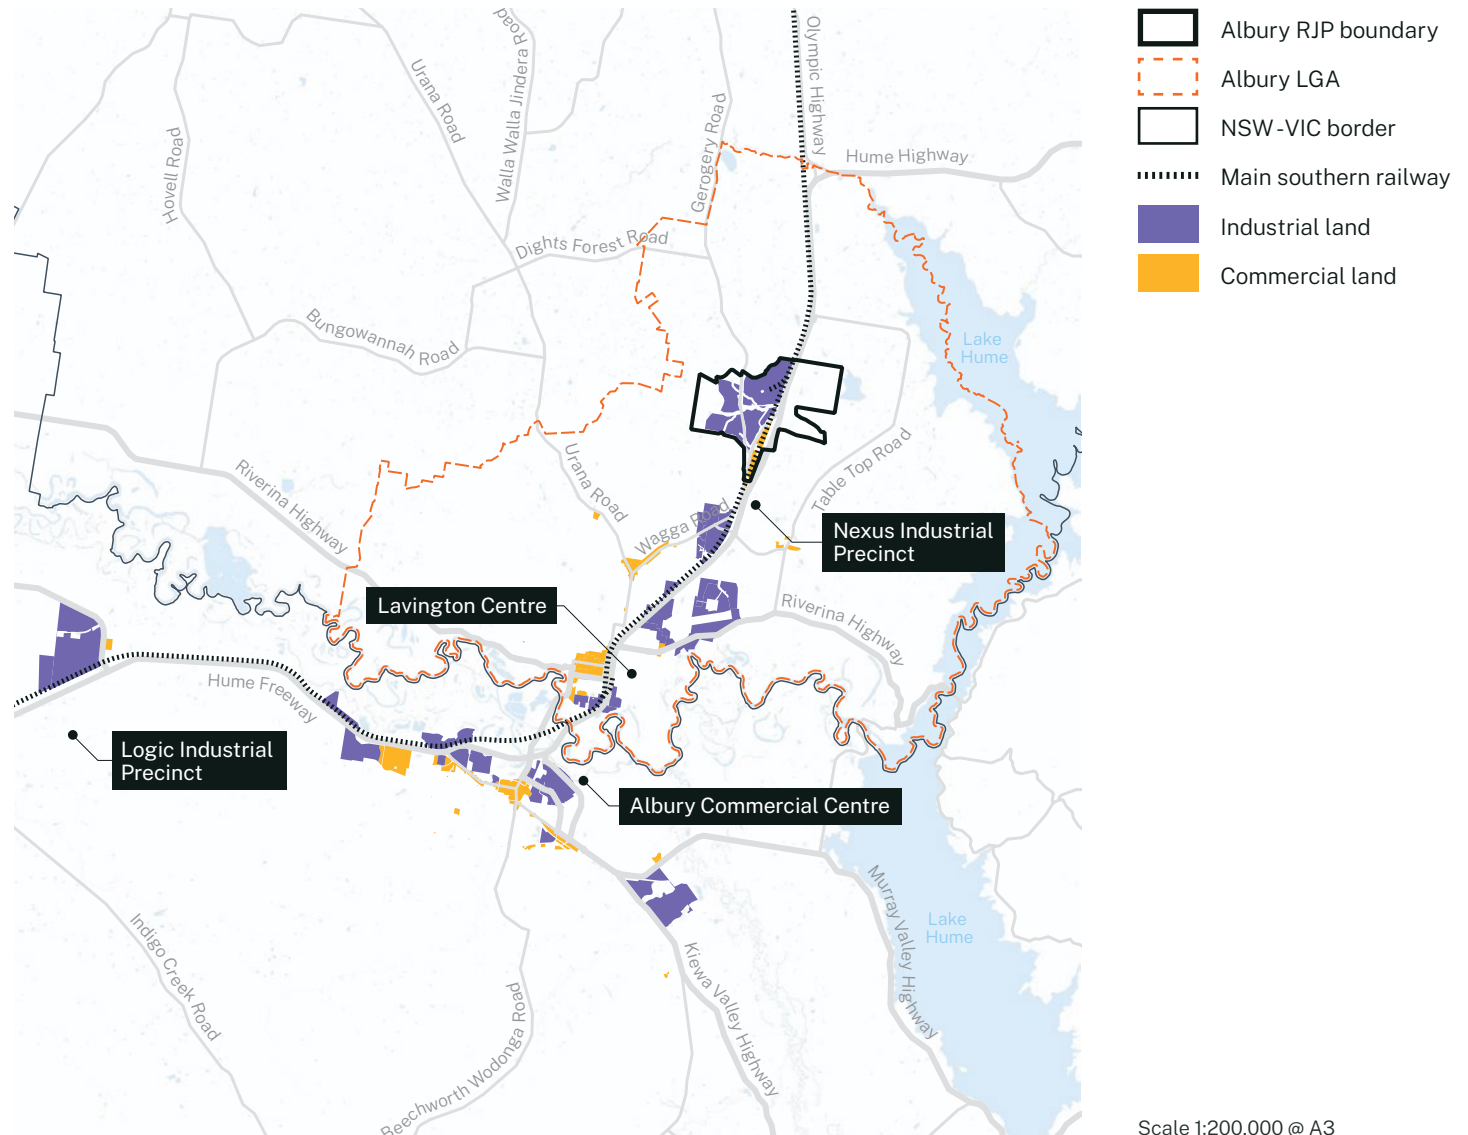 Albury RJP boundary
Albury LGA
NSW-VIC border
Main southern railway
Industrial land
Commercial land
Hovell Road
Urana Road
Walla Walla Jindera Road
Gerogery Road
Olympic Highway
Hume Highway
Dights Forest Road
Bungowannah Road
Lake
Hume
Riverina Highway
Urana Road
Wagga Road
Table Top Road
Nexus Industrial
Precinct
Lavington Centre
Riverina Highway
Hume Freeway
Logic Industrial
Precinct
Albury Commercial Centre
Murray Valley Highway
Lake
Hume
Indigo Creek Road
Kiewa Valley Highway
Beechworth Wodonga Road
Scale 1:200,000 @ A3